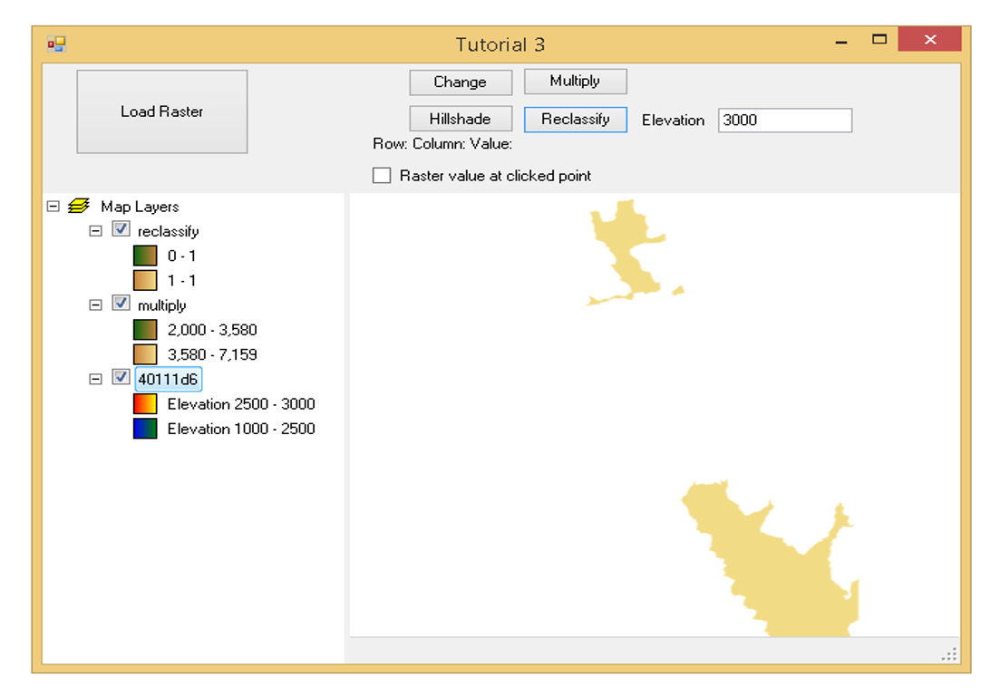 Tutorial 3
Load Raster
Change
Multiply
Hillshade
Reclassify
Elevation
3000
Row: Column: Value:
Raster value at clicked point
Map Layers
reclassify
0 - 1
1 - 1
multiply
2,000 - 3,580
3,580 - 7,159
40111d6
Elevation 2500 - 3000
Elevation 1000 - 2500